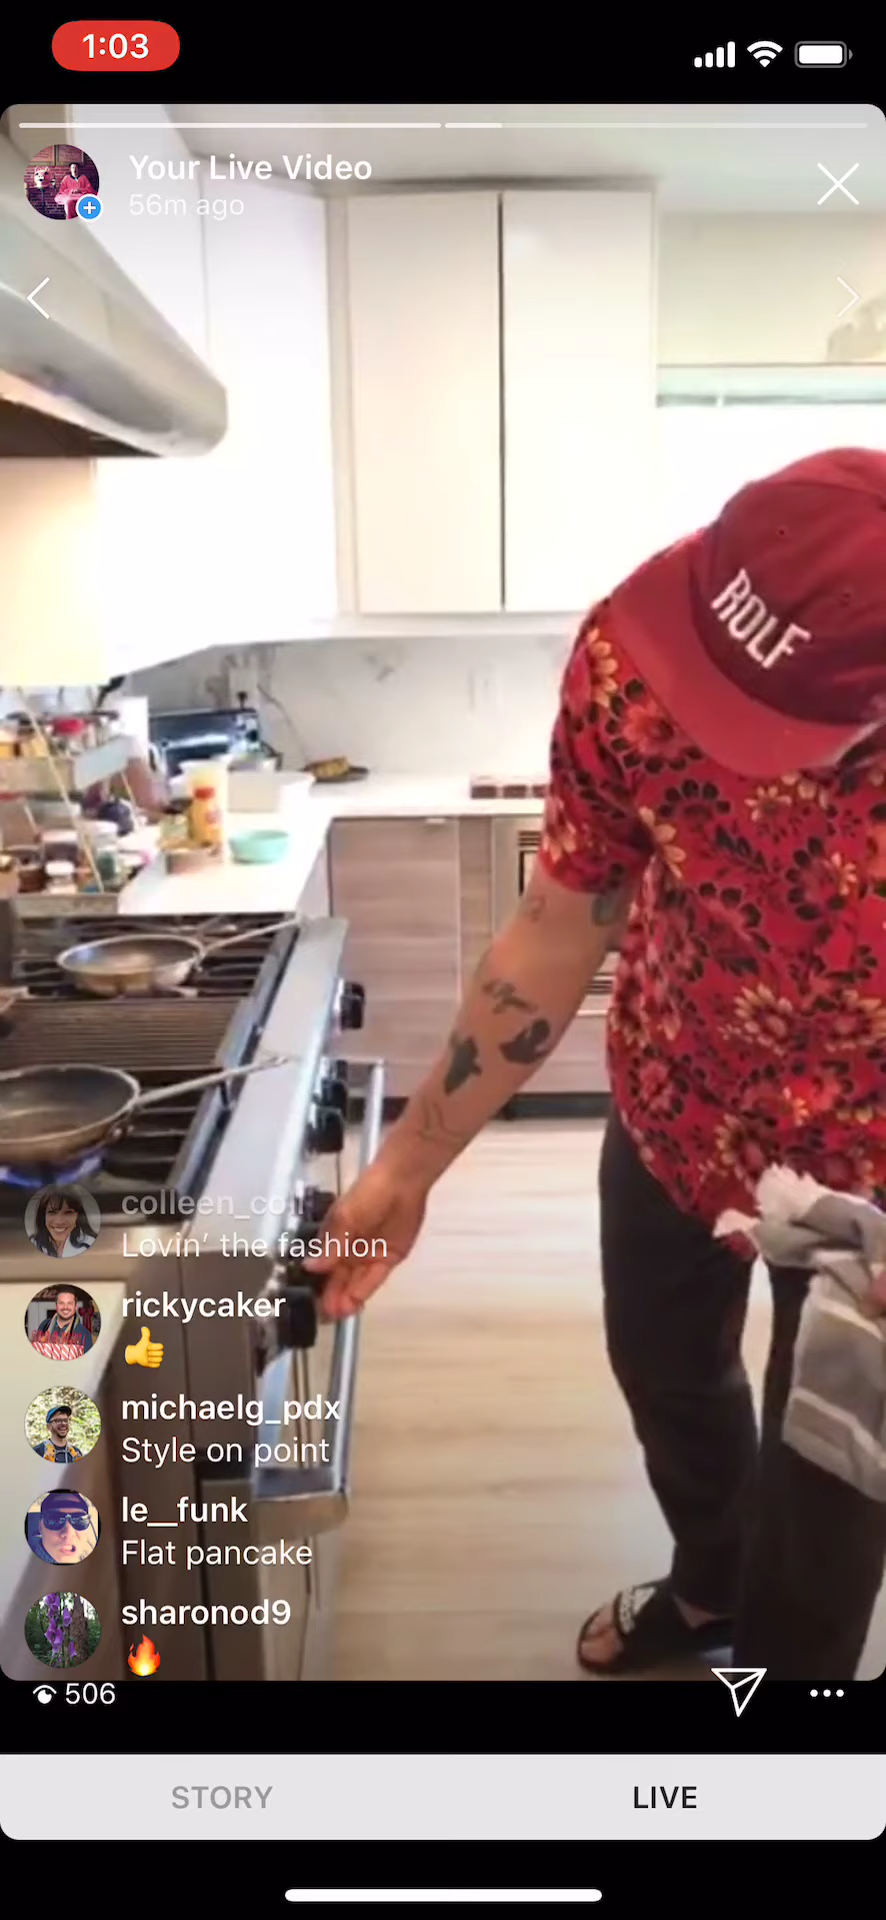 1:03
Your Live Video
56m ago
ROLF
colleen_coll
Lovin’ the fashion
rickycaker
👍
michaelg_pdx
Style on point
le__funk
Flat pancake
sharonod9
🔥
506
STORY
LIVE